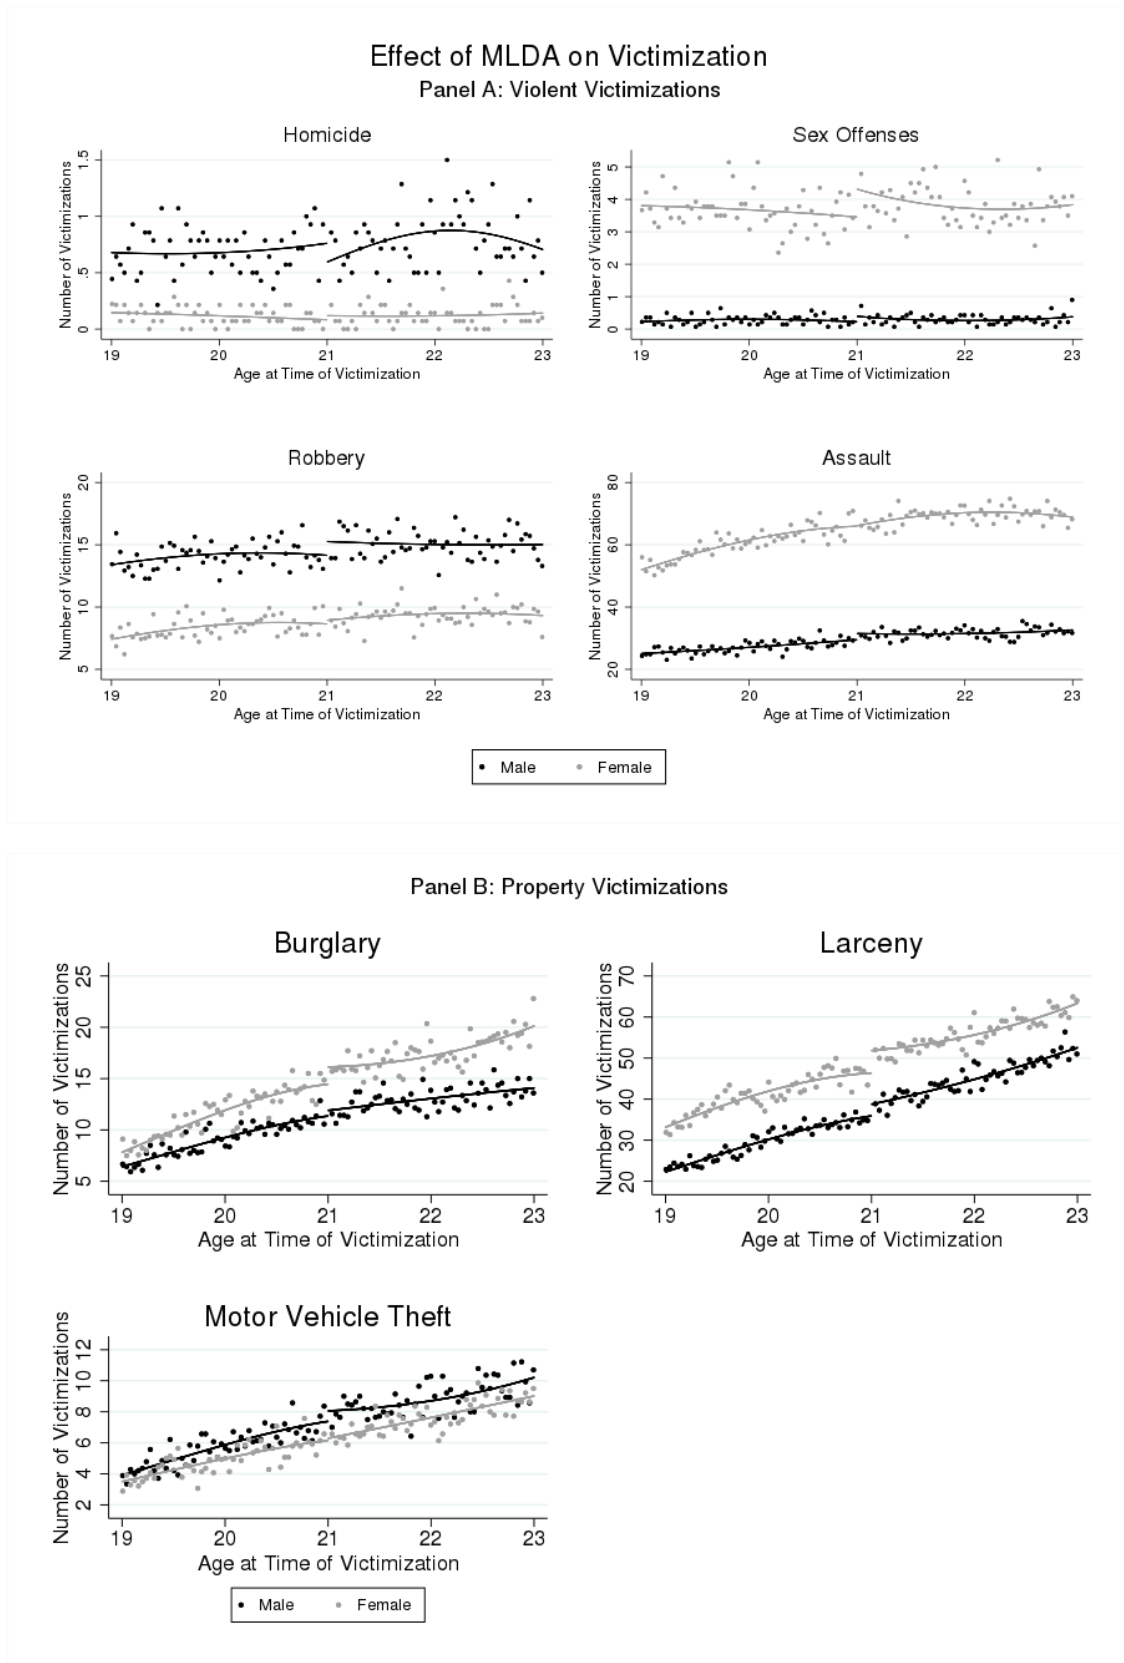 Effect of MLDA on Victimization
Panel A: Violent Victimizations
Homicide
Number of Victimizations
1.5
1
.5
0
19 20 21 22 23
Age at Time of Victimization
Sex Offenses
Number of Victimizations
5
4
3
2
1
0
19 20 21 22 23
Age at Time of Victimization
Robbery
Number of Victimizations
20
15
10
5
19 20 21 22 23
Age at Time of Victimization
Assault
Number of Victimizations
80
60
40
20
19 20 21 22 23
Age at Time of Victimization
Male Female
Panel B: Property Victimizations
Burglary
Number of Victimizations
25
20
15
10
5
19 20 21 22 23
Age at Time of Victimization
Larceny
Number of Victimizations
70
60
50
40
30
20
19 20 21 22 23
Age at Time of Victimization
Motor Vehicle Theft
Number of Victimizations
12
10
8
6
4
2
19 20 21 22 23
Age at Time of Victimization
Male Female